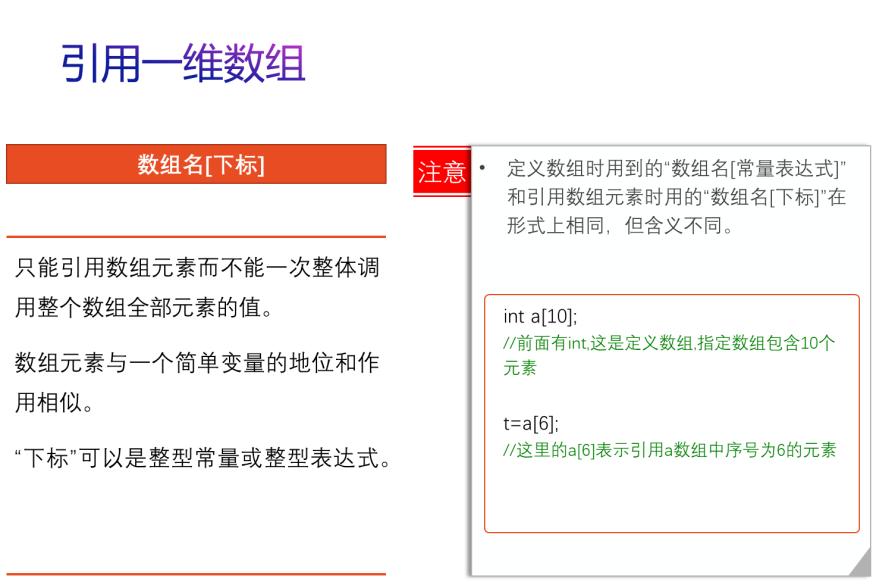 引用一维数组
数组名[下标]
只能引用数组元素而不能一次整体调
用整个数组全部元素的值。
数组元素与一个简单变量的地位和作
用相似。
“下标”可以是整型常量或整型表达式。
注意
• 定义数组时用到的“数组名[常量表达式]”
和引用数组元素时用的“数组名[下标]”在
形式上相同，但含义不同。
int a[10];
//前面有int,这是定义数组,指定数组包含10个
元素
t=a[6];
//这里的a[6]表示引用a数组中序号为6的元素